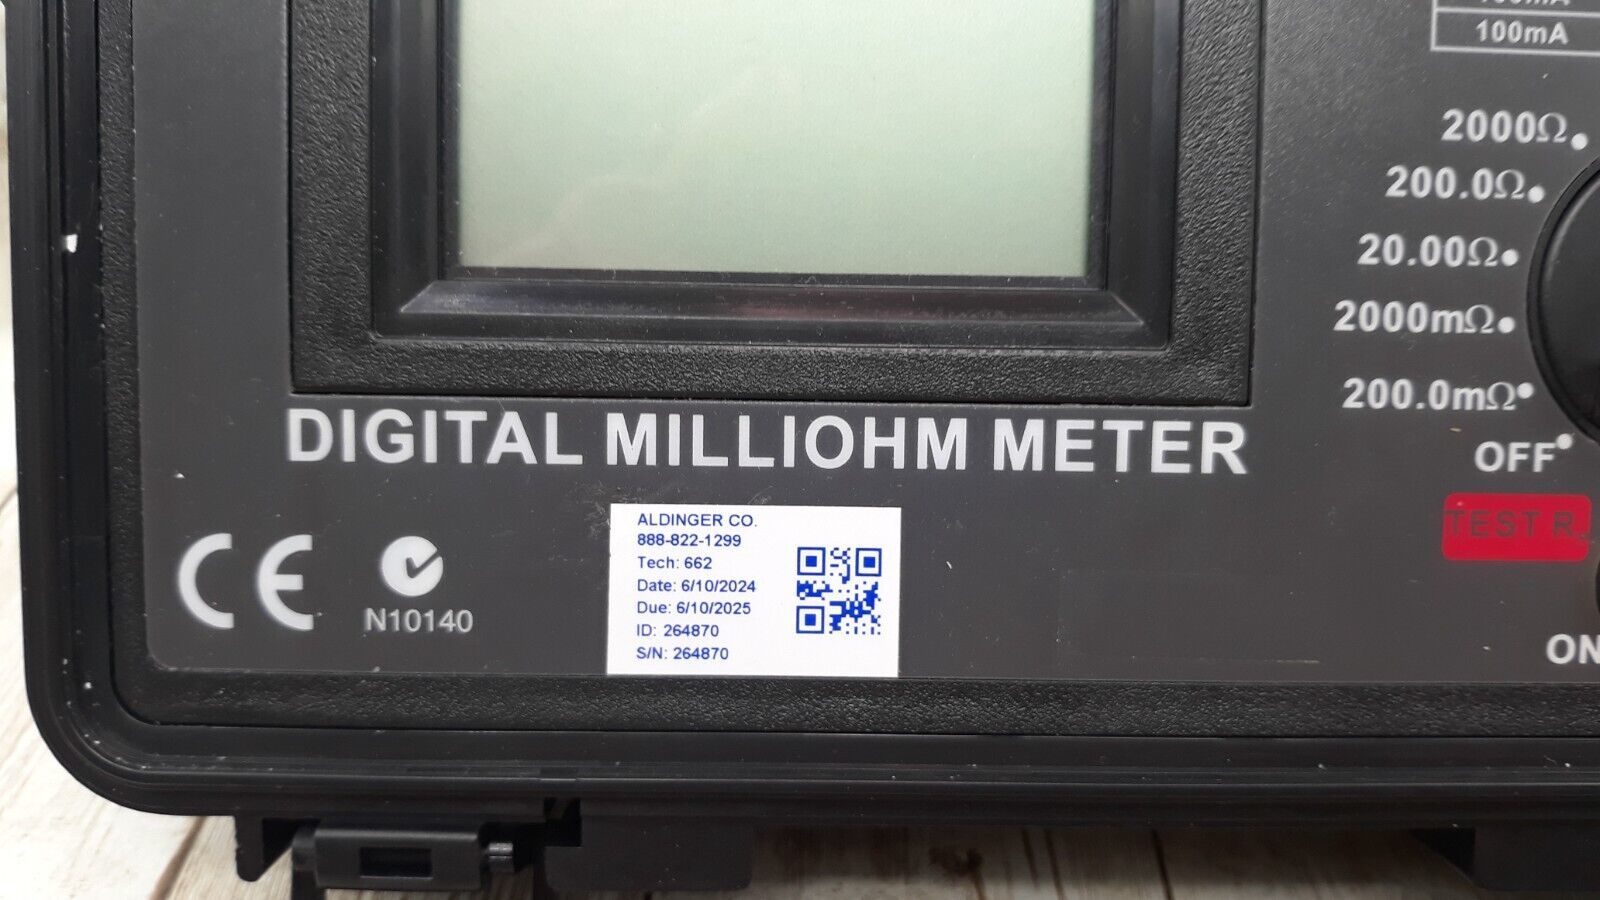 100mA
2000Ω
200.0Ω
20.00Ω
2000mΩ
200.0mΩ
OFF
DIGITAL MILLIOHM METER
TEST R.
ON
CE
N10140
ALDINGER CO.
888-822-1299
Tech: 662
Date: 6/10/2024
Due: 6/10/2025
ID: 264870
S/N: 264870